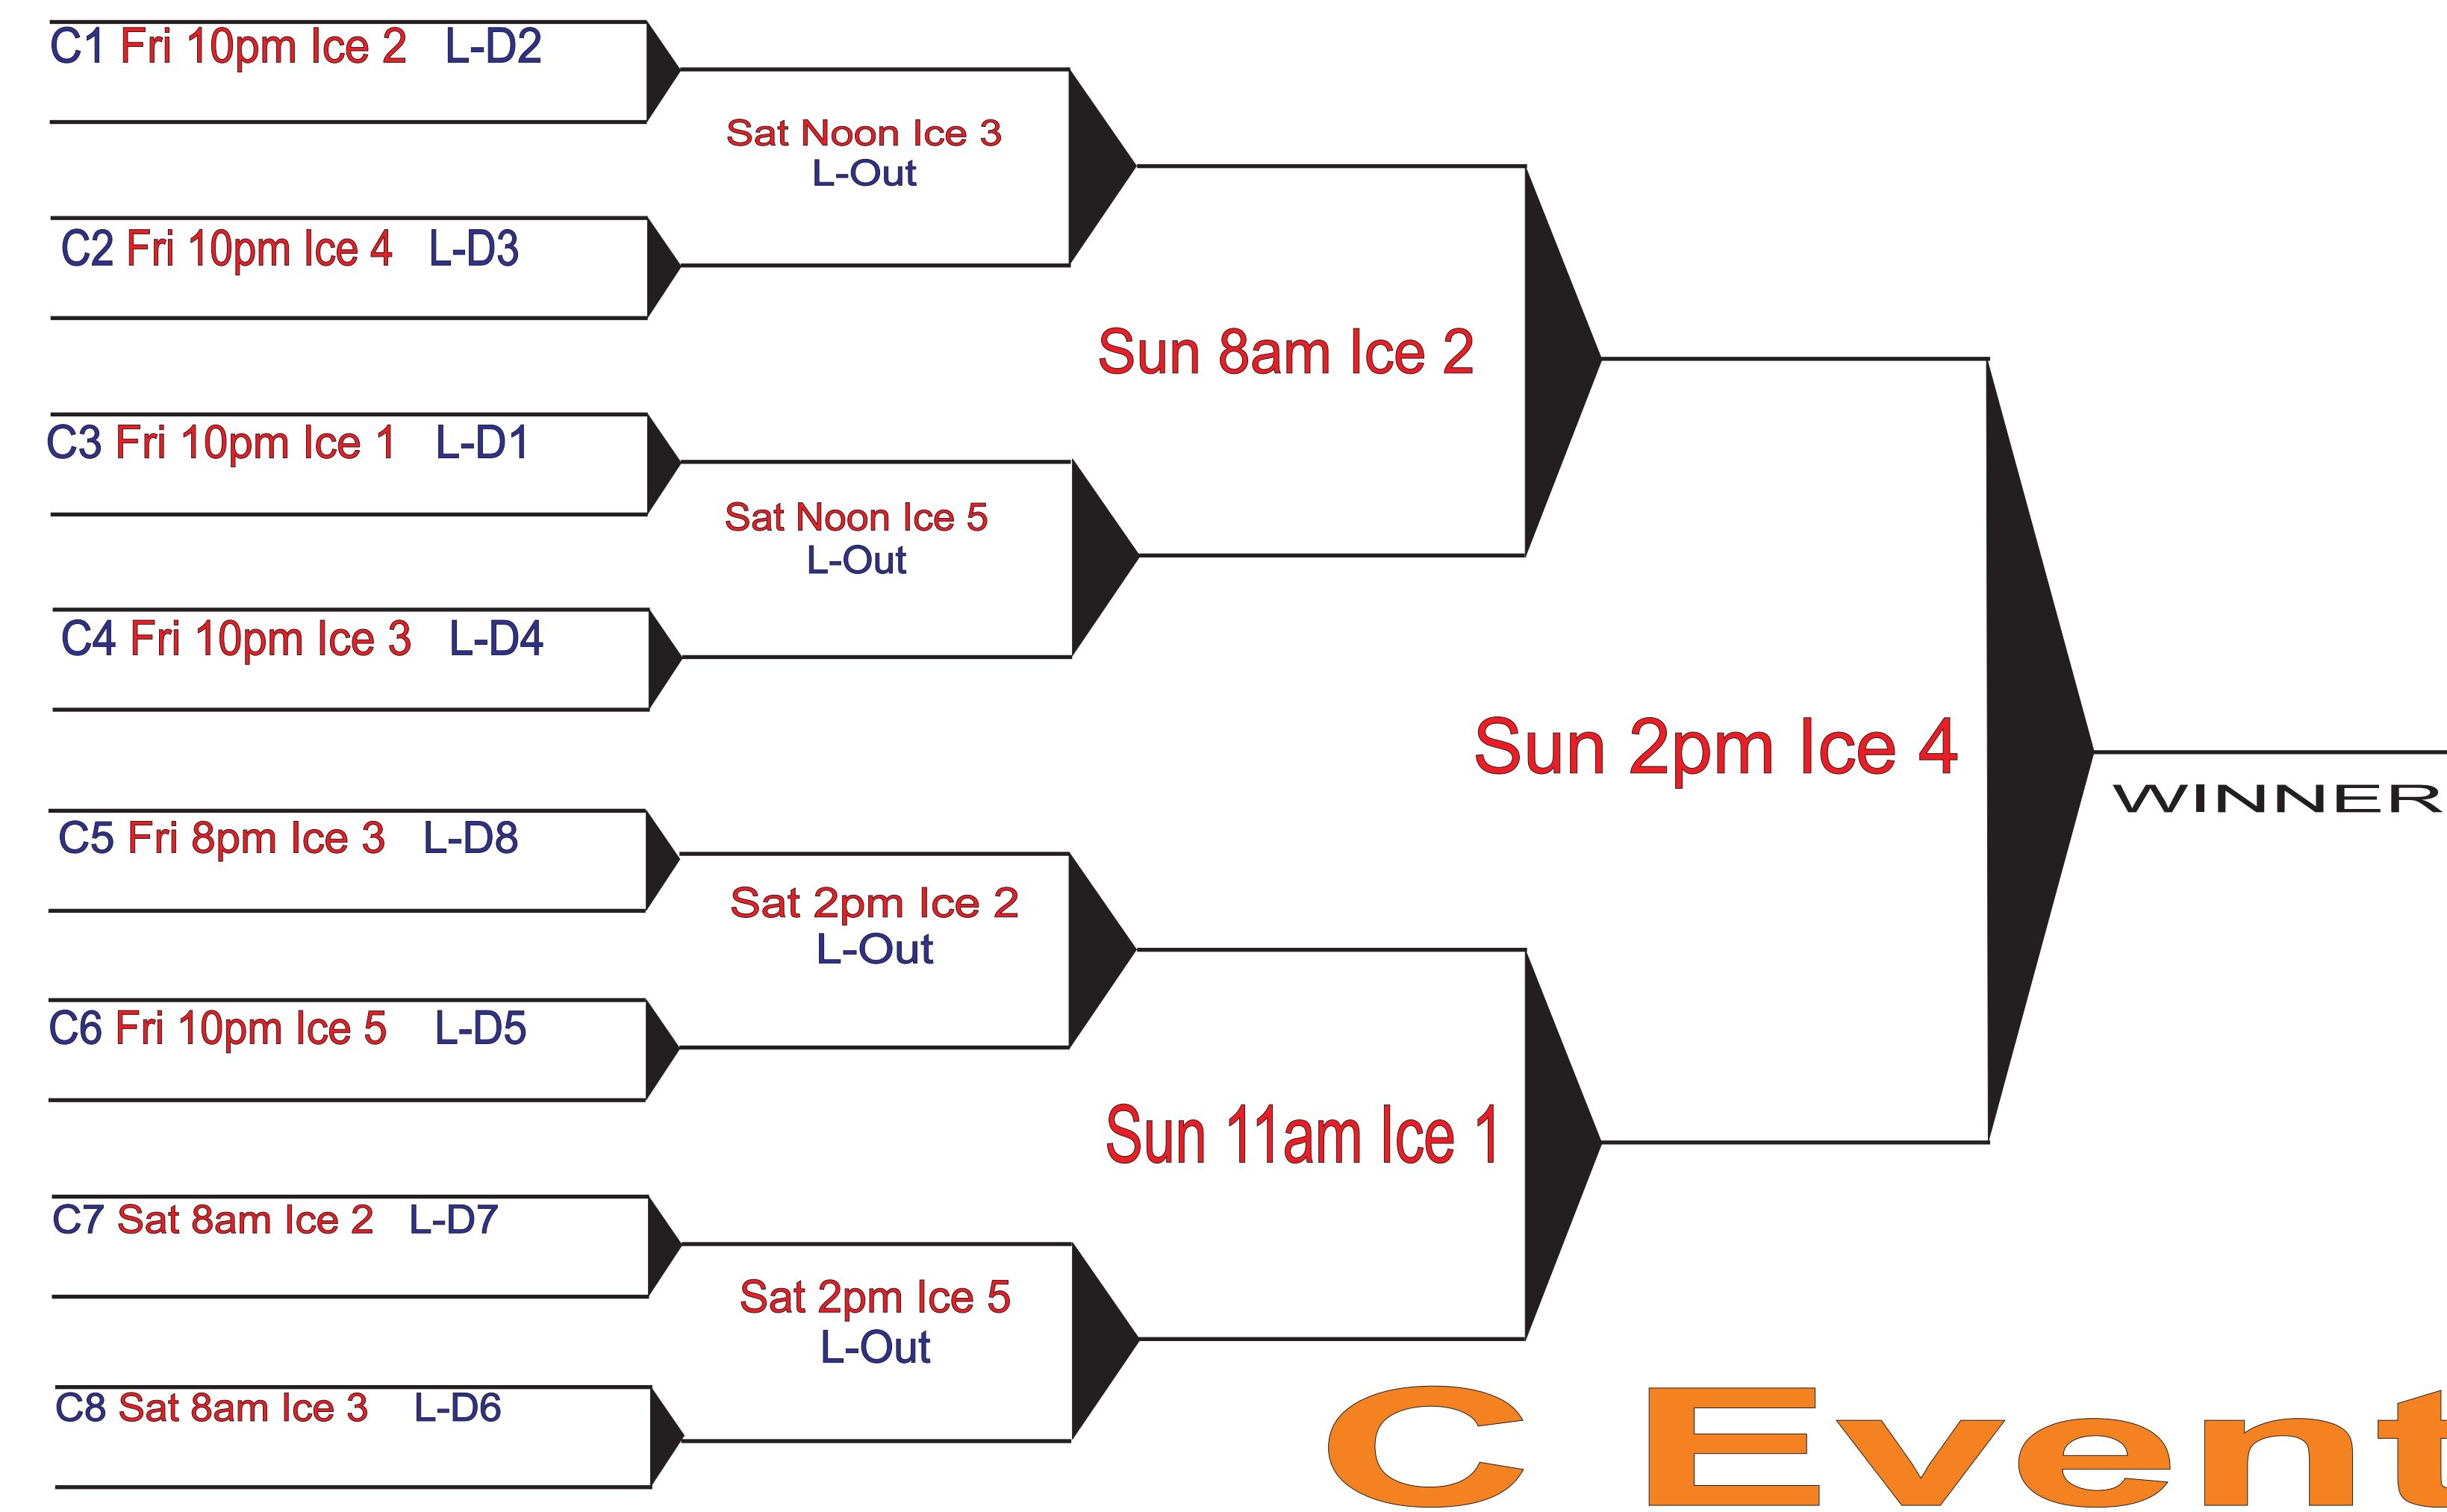 C1 Fri 10pm Ice 2 L-D2
Sat Noon Ice 3
L-Out
C2 Fri 10pm Ice 4 L-D3
Sun 8am Ice 2
C3 Fri 10pm Ice 1 L-D1
Sat Noon Ice 5
L-Out
C4 Fri 10pm Ice 3 L-D4
Sun 2pm Ice 4
WINNER
C5 Fri 8pm Ice 3 L-D8
Sat 2pm Ice 2
L-Out
C6 Fri 10pm Ice 5 L-D5
Sun 11am Ice 1
C7 Sat 8am Ice 2 L-D7
Sat 2pm Ice 5
L-Out
C8 Sat 8am Ice 3 L-D6
C Event